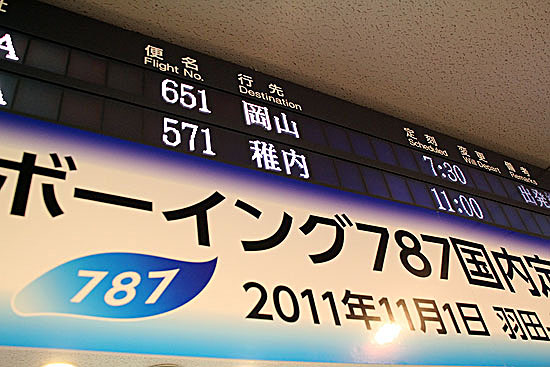 便名 行先 定刻 変更 備考
Flight No. Destination Scheduled Will Depart Remarks
651 岡山 7:30 出発
571 稚内 11:00
ボーイング787国内定
787
2011年11月1日 羽田